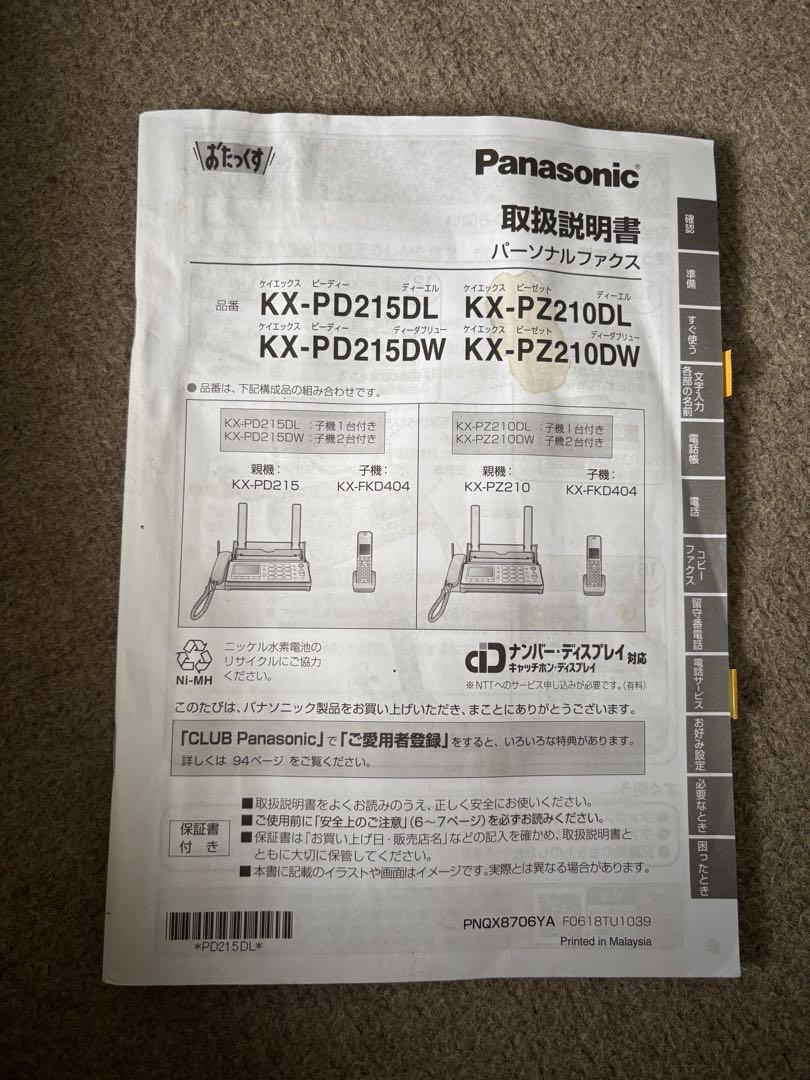 おたっくす
Panasonic®
取扱説明書
パーソナルファクス
ケイエックス ピーディー ディーエル ケイエックス ピーゼット ディーエル
品番 KX-PD215DL KX-PZ210DL
ケイエックス ピーディー ディーダブリュー ケイエックス ピーゼット ディーダブリュー
KX-PD215DW KX-PZ210DW
●品番は、下記構成品の組み合わせです。
KX-PD215DL :子機1台付き
KX-PD215DW :子機2台付き
親機: 子機:
KX-PD215 KX-FKD404
KX-PZ210DL :子機1台付き
KX-PZ210DW :子機2台付き
親機: 子機:
KX-PZ210 KX-FKD404
Ni-MH
ニッケル水素電池の
リサイクルにご協力
ください。
CiD ナンバー・ディスプレイ 対応
キャッチホン・ディスプレイ
※NTTへのサービス申し込みが必要です。(有料)
このたびは、パナソニック製品をお買い上げいただき、まことにありがとうございます。
「CLUB Panasonic」で「ご愛用者登録」をすると、いろいろな特典があります。
詳しくは 94ページ をご覧ください。
保証書
付き
■取扱説明書をよくお読みのうえ、正しく安全にお使いください。
■ご使用前に「安全上のご注意」(6～7ページ)を必ずお読みください。
■保証書は「お買い上げ日・販売店名」などの記入を確かめ、取扱説明書と
ともに大切に保管してください。
■本書に記載のイラストや画面はイメージです。実際とは異なる場合があります。
*PD215DL*
PNQX8706YA F0618TU1039
Printed in Malaysia
確認
準備
すぐ使う
文字入力
各部の名前
電話帳
電話
コピー
ファクス
留守番電話
電話サービス
お好み設定
必要なとき
困ったとき